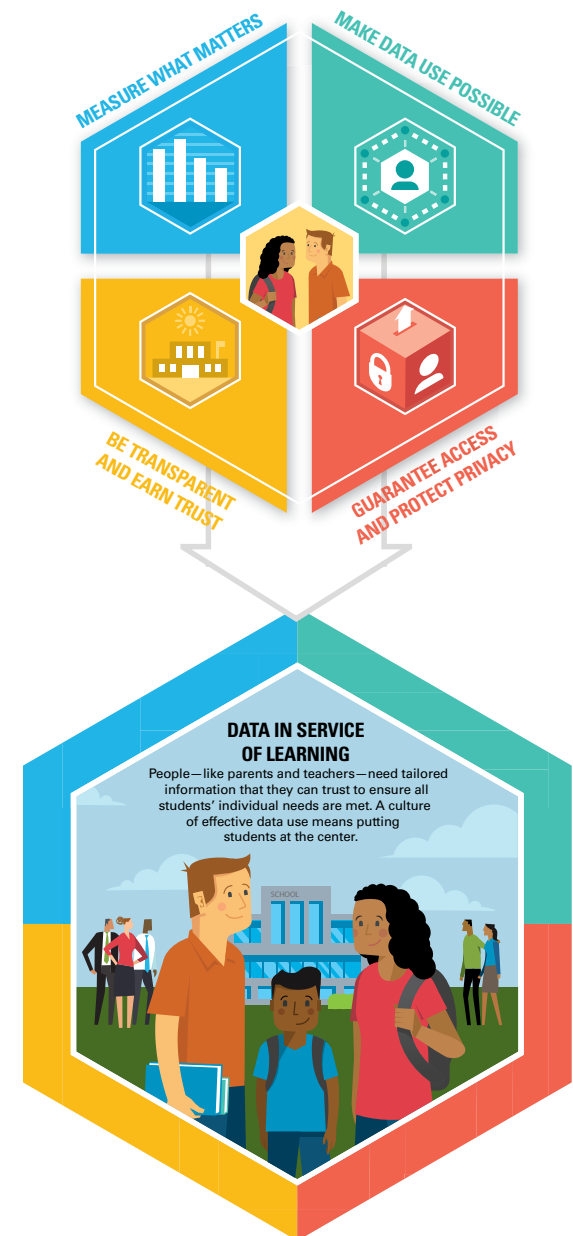 MEASURE WHAT MATTERS
MAKE DATA USE POSSIBLE
BE TRANSPARENT
AND EARN TRUST
GUARANTEE ACCESS
AND PROTECT PRIVACY
DATA IN SERVICE
OF LEARNING
People—like parents and teachers—need tailored
information that they can trust to ensure all
students’ individual needs are met. A culture
of effective data use means putting
students at the center.
SCHOOL